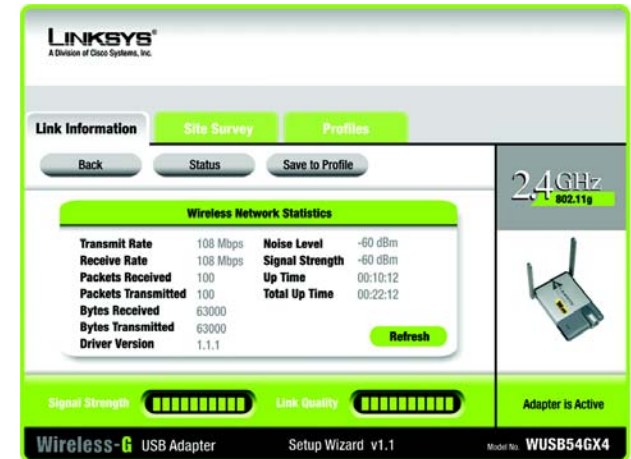 LINKSYS®
A Division of Cisco Systems, Inc.
Link Information Site Survey Profiles
Back Status Save to Profile
2.4GHz
802.11g
Wireless Network Statistics
Transmit Rate 108 Mbps Noise Level -60 dBm
Receive Rate 108 Mbps Signal Strength -60 dBm
Packets Received 100 Up Time 00:10:12
Packets Transmitted 100 Total Up Time 00:22:12
Bytes Received 63000
Bytes Transmitted 63000
Driver Version 1.1.1
Refresh
Signal Strength Link Quality Adapter is Active
Wireless-G USB Adapter Setup Wizard v1.1 Model No. WUSB54GX4